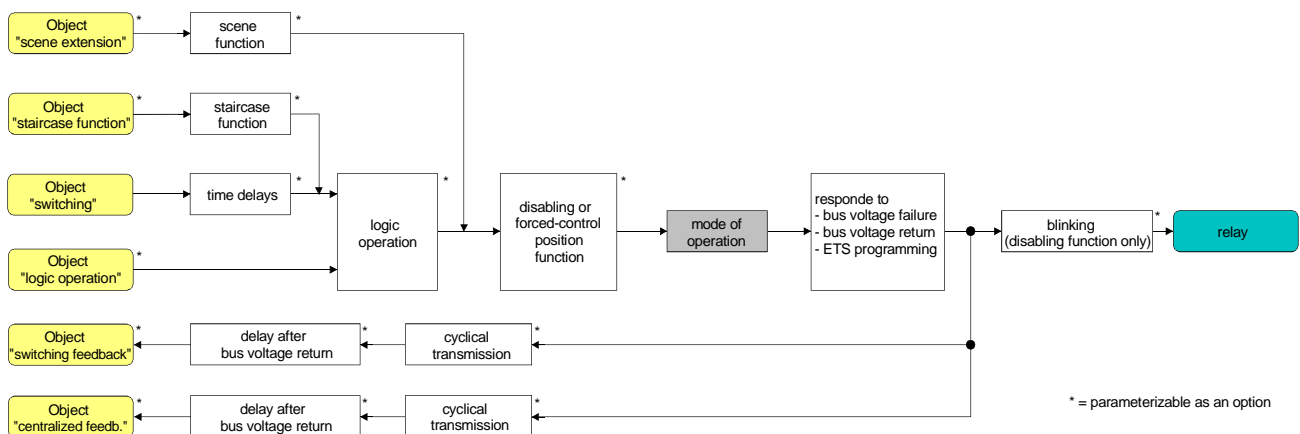 Object
"scene extension"
*
scene
function
*
Object
"staircase function"
*
staircase
function
*
Object
"switching"
time delays
*
Object
"logic operation"
*
logic
operation
*
disabling or
forced-control
position
function
*
mode of
operation
responde to
- bus voltage failure
- bus voltage return
- ETS programming
blinking
(disabling function only)
*
relay
Object
"switching feedback"
*
delay after
bus voltage return
*
cyclical
transmission
*
Object
"centralized feedb."
*
delay after
bus voltage return
*
cyclical
transmission
*
* = parameterizable as an option